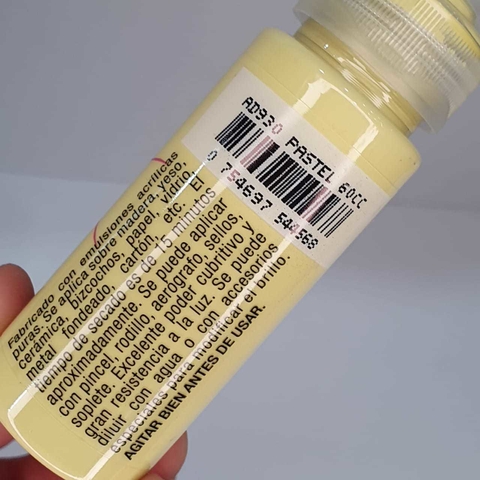 AD930 PASTEL 60CC
0 754697 544568
Fabricado con emulsiones acrílicas
puras. Se aplica sobre madera, yeso,
cerámica, Bizcochos, papel, vidrio,
metal fondeado, cartón, etc. El
tiempo de secado es de 15 minutos
aproximadamente. Se puede aplicar
con pincel, rodillo, aerógrafo, sellos,
soplete. Excelente poder cubritivo y
gran resistencia a la luz. Se puede
diluir con agua o con accesorios
especiales para modificar el brillo.
AGITAR BIEN ANTES DE USAR.